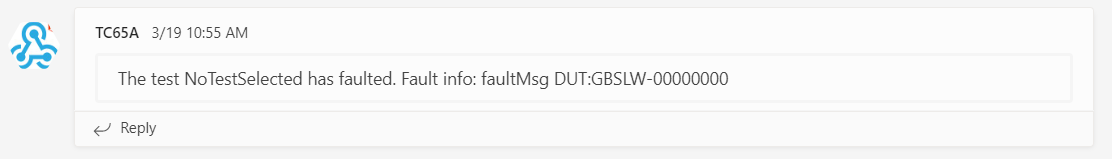 TC65A 3/19 10:55 AM
The test NoTestSelected has faulted. Fault info: faultMsg DUT:GBSLW-00000000
Reply